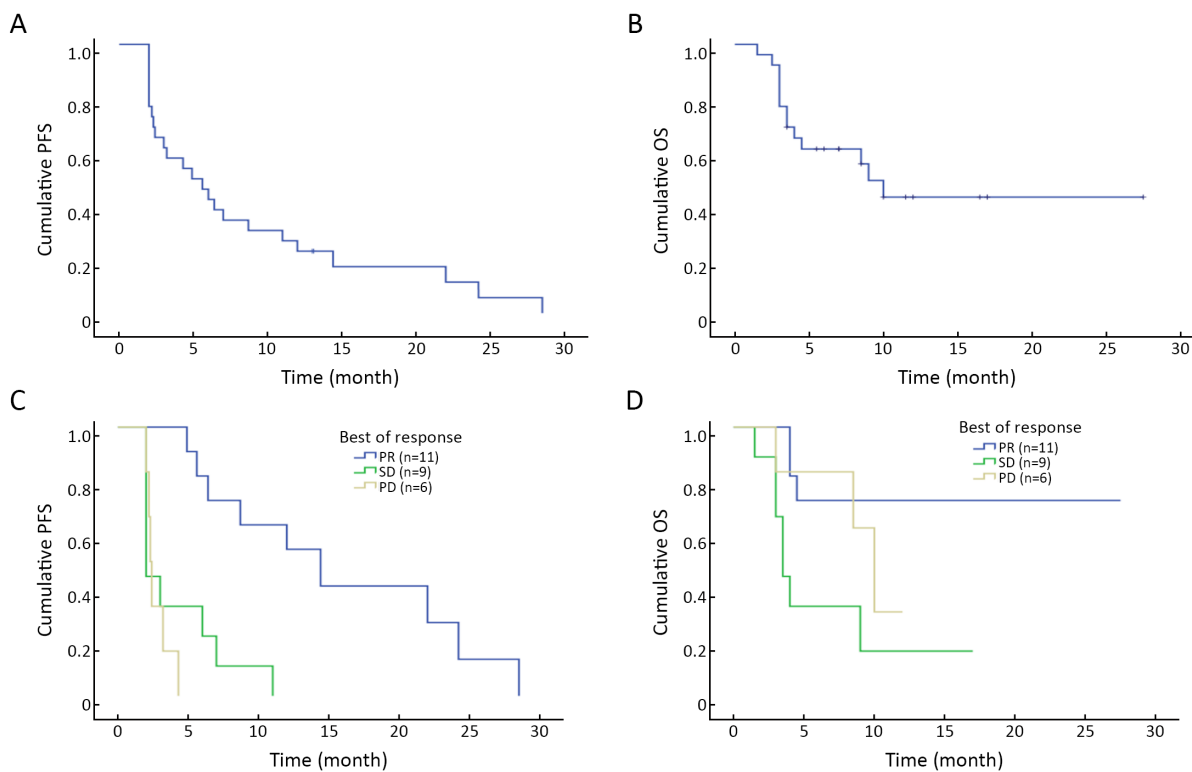 A
Cumulative PFS
1.0
0.8
0.6
0.4
0.2
0
0 5 10 15 20 25 30
Time (month)
B
Cumulative OS
1.0
0.8
0.6
0.4
0.2
0
0 5 10 15 20 25 30
Time (month)
C
Cumulative PFS
1.0
0.8
0.6
0.4
0.2
0
Best of response
PR (n=11)
SD (n=9)
PD (n=6)
0 5 10 15 20 25 30
Time (month)
D
Cumulative OS
1.0
0.8
0.6
0.4
0.2
0
Best of response
PR (n=11)
SD (n=9)
PD (n=6)
0 5 10 15 20 25 30
Time (month)